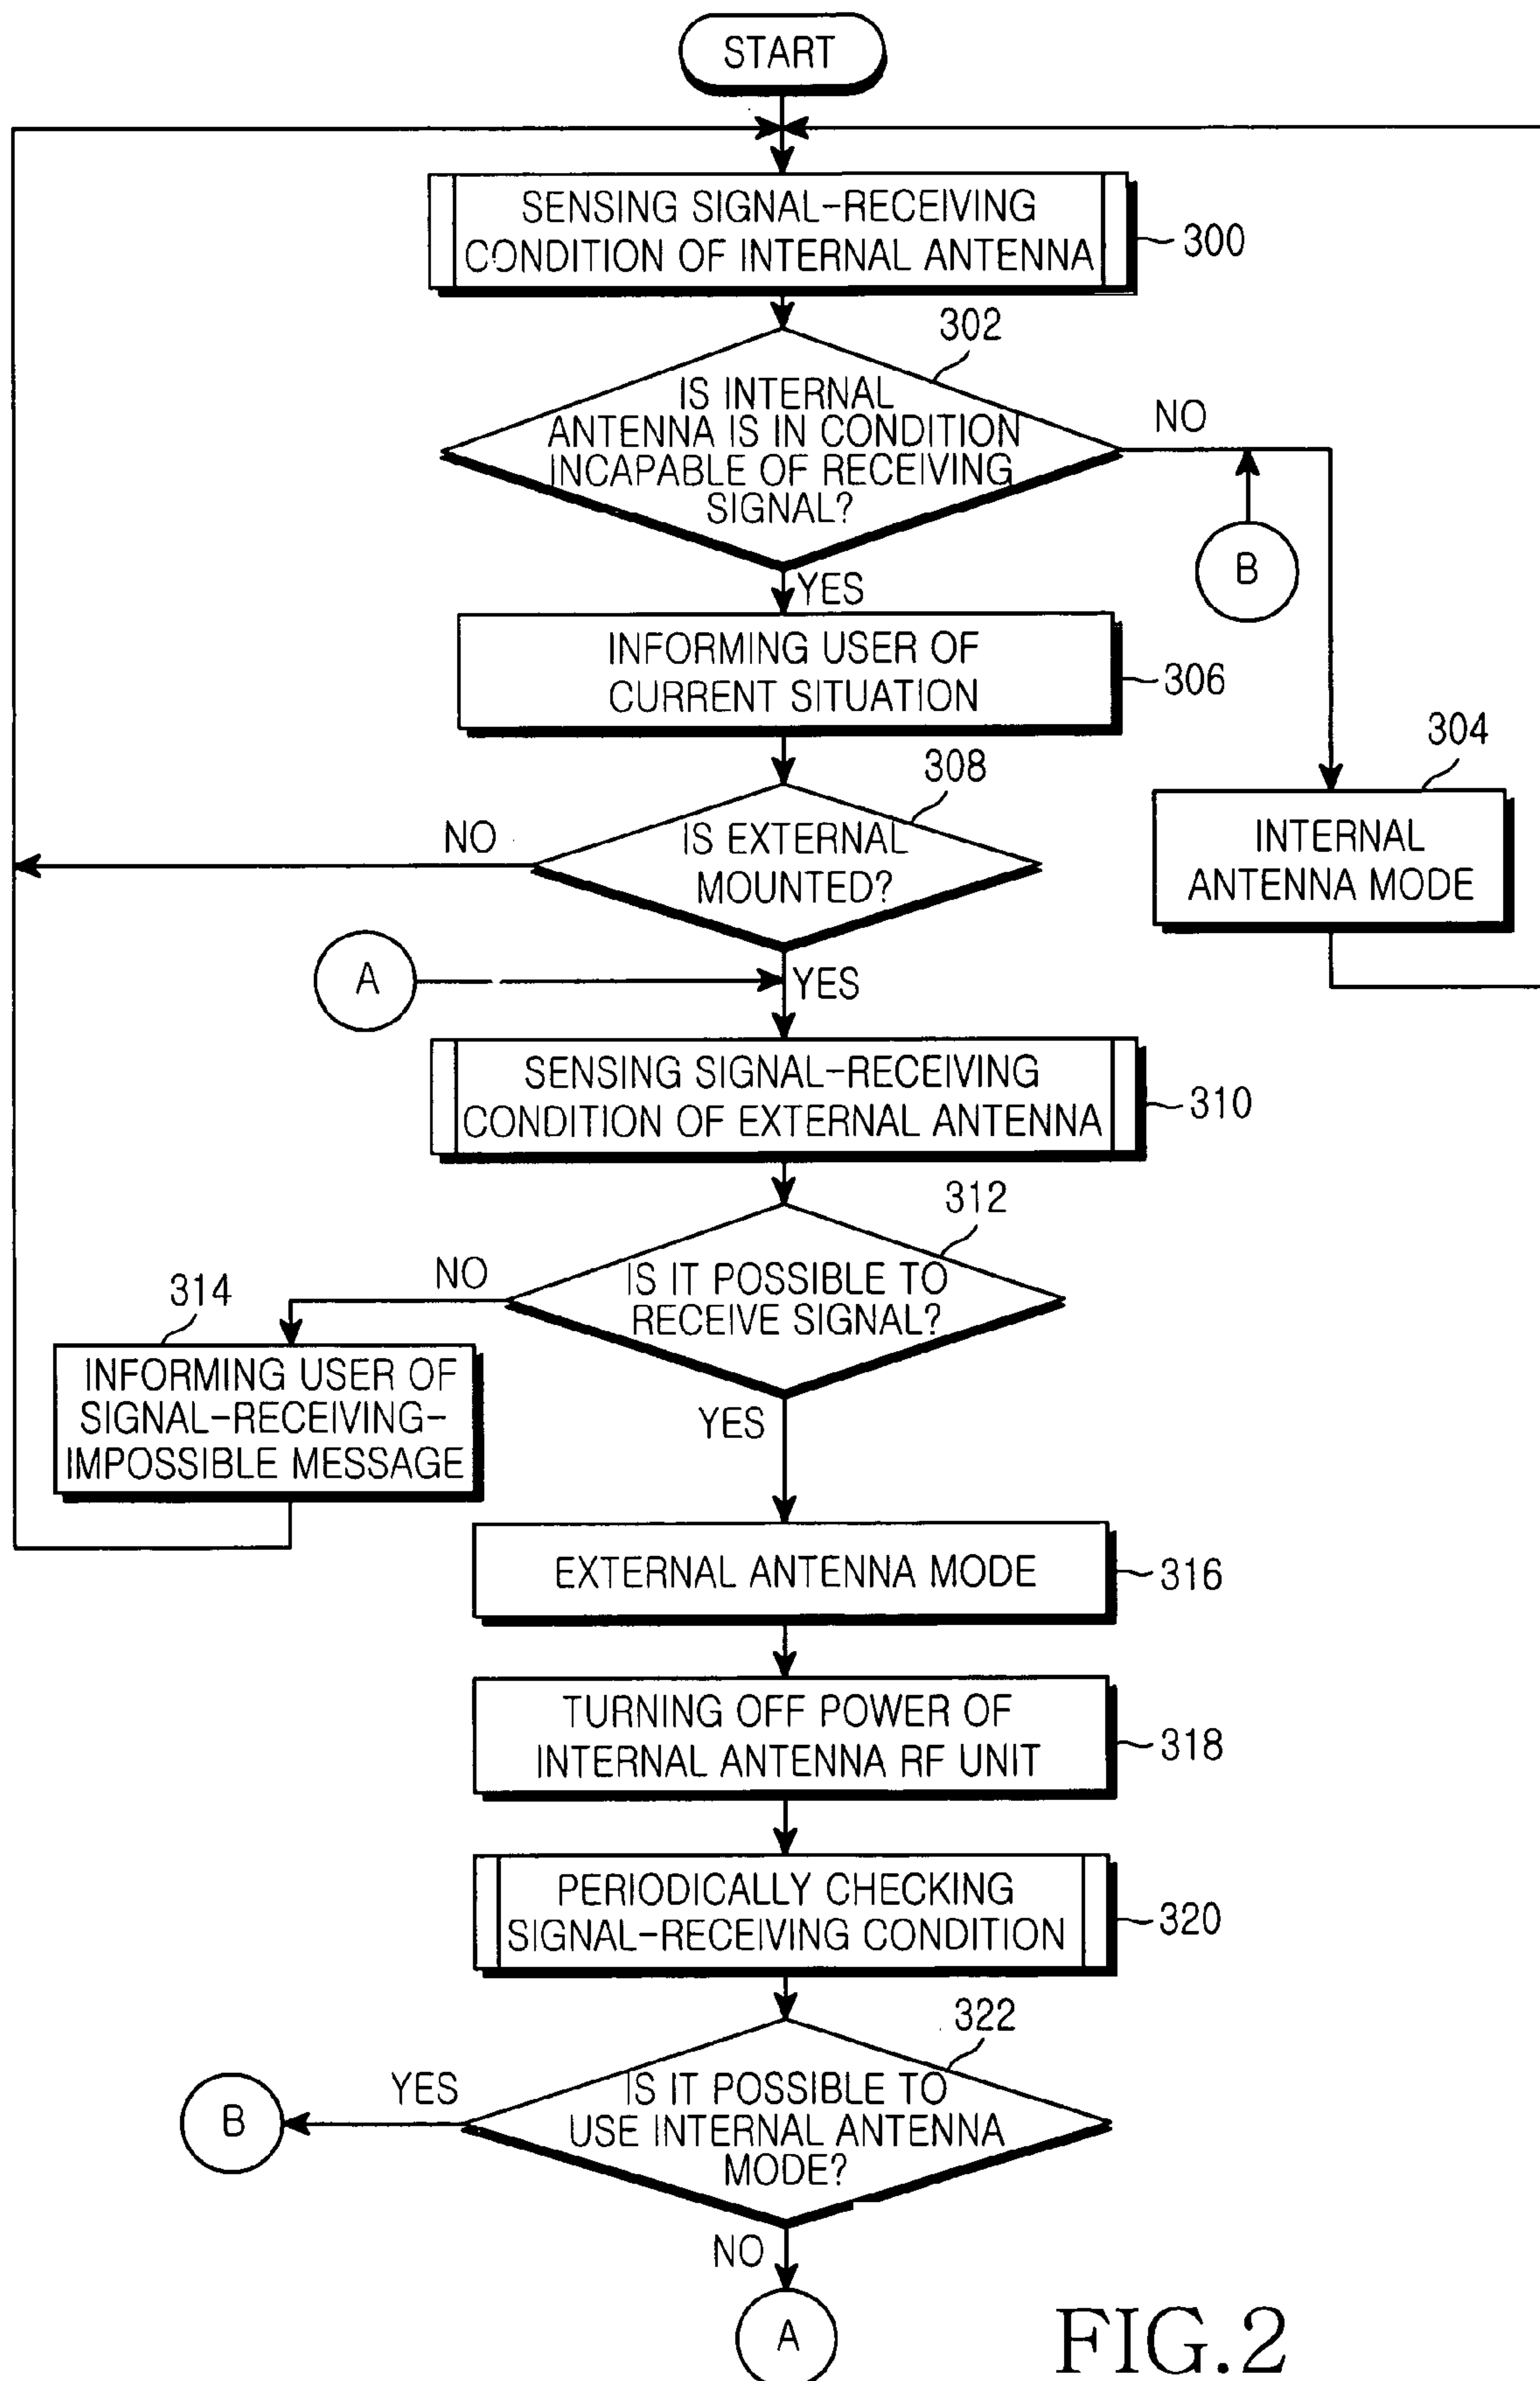 START
SENSING SIGNAL-RECEIVING
CONDITION OF INTERNAL ANTENNA
300
302
IS INTERNAL
ANTENNA IS IN CONDITION
INCAPABLE OF RECEIVING
SIGNAL?
NO
B
YES
INFORMING USER OF
CURRENT SITUATION
306
304
INTERNAL
ANTENNA MODE
308
IS EXTERNAL
MOUNTED?
NO
A
YES
SENSING SIGNAL-RECEIVING
CONDITION OF EXTERNAL ANTENNA
310
312
IS IT POSSIBLE TO
RECEIVE SIGNAL?
NO
314
INFORMING USER OF
SIGNAL-RECEIVING-
IMPOSSIBLE MESSAGE
YES
EXTERNAL ANTENNA MODE
316
TURNING OFF POWER OF
INTERNAL ANTENNA RF UNIT
318
PERIODICALLY CHECKING
SIGNAL-RECEIVING CONDITION
320
322
IS IT POSSIBLE TO
USE INTERNAL ANTENNA
MODE?
YES
B
NO
A
FIG.2